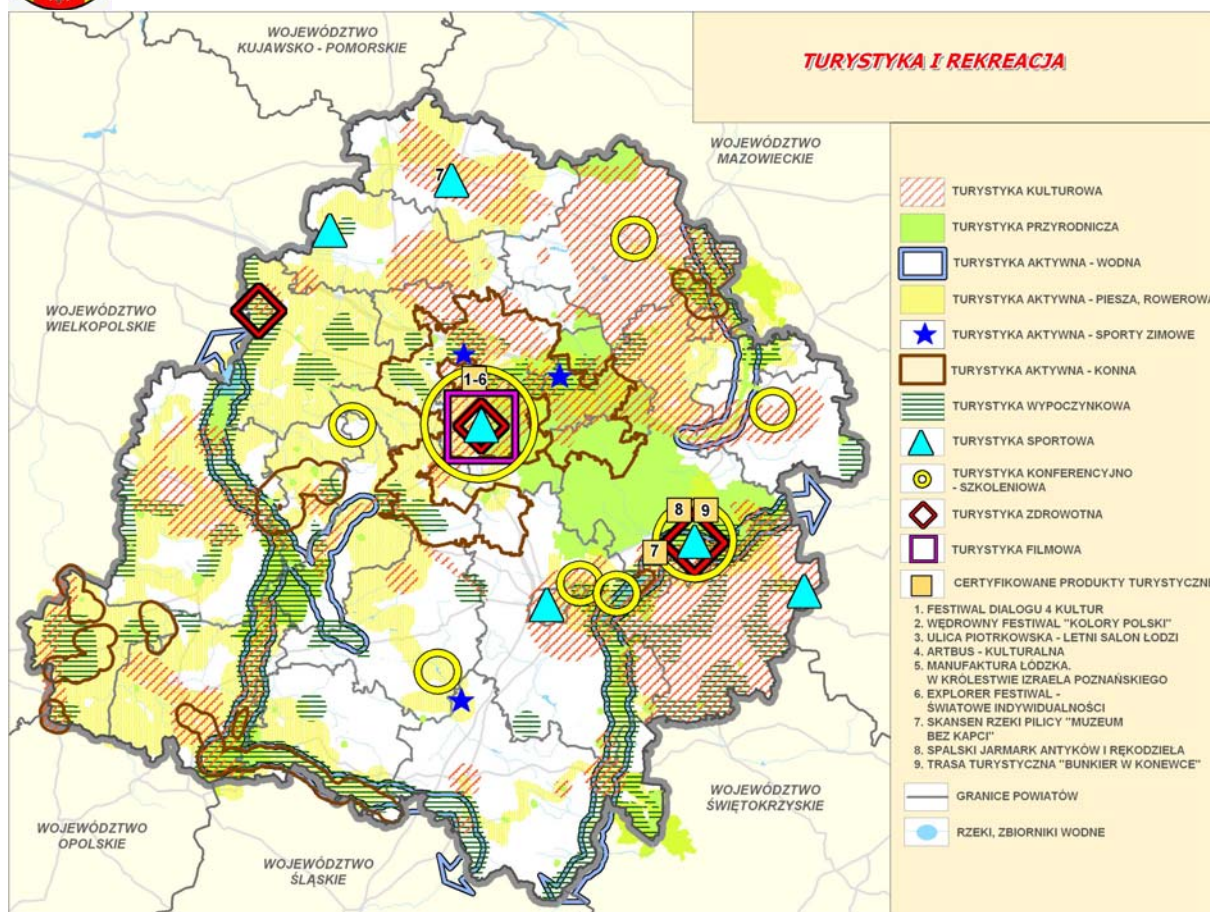 TURYSTYKA I REKREACJA
WOJEWÓDZTWO
KUJAWSKO - POMORSKIE
WOJEWÓDZTWO
MAZOWIECKIE
WOJEWÓDZTWO
WIELKOPOLSKIE
WOJEWÓDZTWO
ŚWIĘTOKRZYSKIE
WOJEWÓDZTWO
OPOLSKIE
WOJEWÓDZTWO
ŚLĄSKIE
7
1-6
8
9
7
TURYSTYKA KULTUROWA
TURYSTYKA PRZYRODNICZA
TURYSTYKA AKTYWNA - WODNA
TURYSTYKA AKTYWNA - PIESZA, ROWEROWA
TURYSTYKA AKTYWNA - SPORTY ZIMOWE
TURYSTYKA AKTYWNA - KONNA
TURYSTYKA WYPOCZYNKOWA
TURYSTYKA SPORTOWA
TURYSTYKA KONFERENCYJNO
- SZKOLENIOWA
TURYSTYKA ZDROWOTNA
TURYSTYKA FILMOWA
CERTYFIKOWANE PRODUKTY TURYSTYCZNE
1. FESTIWAL DIALOGU 4 KULTUR
2. WĘDROWNY FESTIWAL "KOLORY POLSKI"
3. ULICA PIOTRKOWSKA - LETNI SALON ŁODZI
4. ARTBUS - KULTURALNA
5. MANUFAKTURA ŁÓDZKA.
W KRÓLESTWIE IZRAELA POZNAŃSKIEGO
6. EXPLORER FESTIWAL -
ŚWIATOWE INDYWIDUALNOŚCI
7. SKANSEN RZEKI PILICY "MUZEUM
BEZ KAPCI"
8. SPALSKI JARMARK ANTYKÓW I RĘKODZIEŁA
9. TRASA TURYSTYCZNA "BUNKIER W KONEWCE"
GRANICE POWIATÓW
RZEKI, ZBIORNIKI WODNE